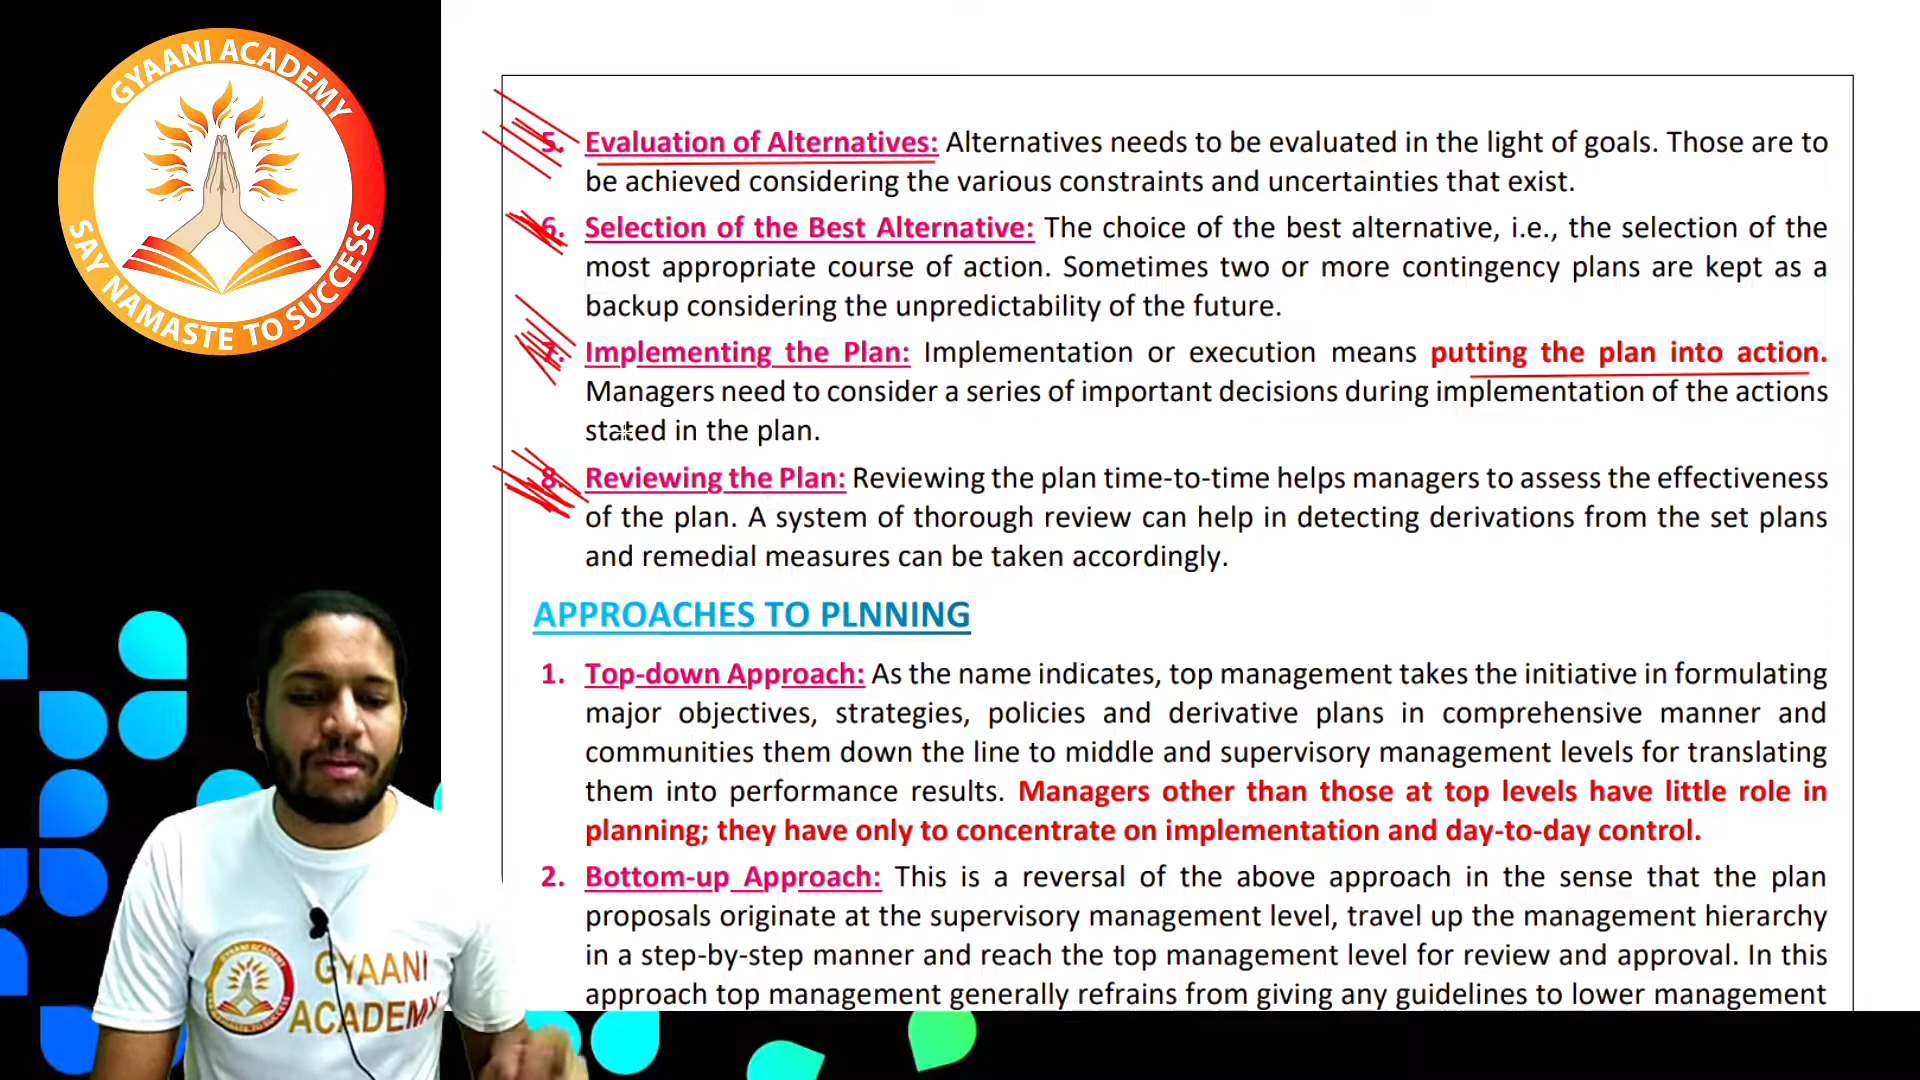 GYAANI ACADEMY
SAY NAMASTE TO SUCCESS
5. Evaluation of Alternatives: Alternatives needs to be evaluated in the light of goals. Those are to
be achieved considering the various constraints and uncertainties that exist.
6. Selection of the Best Alternative: The choice of the best alternative, i.e., the selection of the
most appropriate course of action. Sometimes two or more contingency plans are kept as a
backup considering the unpredictability of the future.
7. Implementing the Plan: Implementation or execution means putting the plan into action.
Managers need to consider a series of important decisions during implementation of the actions
stated in the plan.
8. Reviewing the Plan: Reviewing the plan time-to-time helps managers to assess the effectiveness
of the plan. A system of thorough review can help in detecting derivations from the set plans
and remedial measures can be taken accordingly.
APPROACHES TO PLNNING
1. Top-down Approach: As the name indicates, top management takes the initiative in formulating
major objectives, strategies, policies and derivative plans in comprehensive manner and
communities them down the line to middle and supervisory management levels for translating
them into performance results. Managers other than those at top levels have little role in
planning; they have only to concentrate on implementation and day-to-day control.
2. Bottom-up Approach: This is a reversal of the above approach in the sense that the plan
proposals originate at the supervisory management level, travel up the management hierarchy
in a step-by-step manner and reach the top management level for review and approval. In this
approach top management generally refrains from giving any guidelines to lower management
GYAANI
ACADEMY